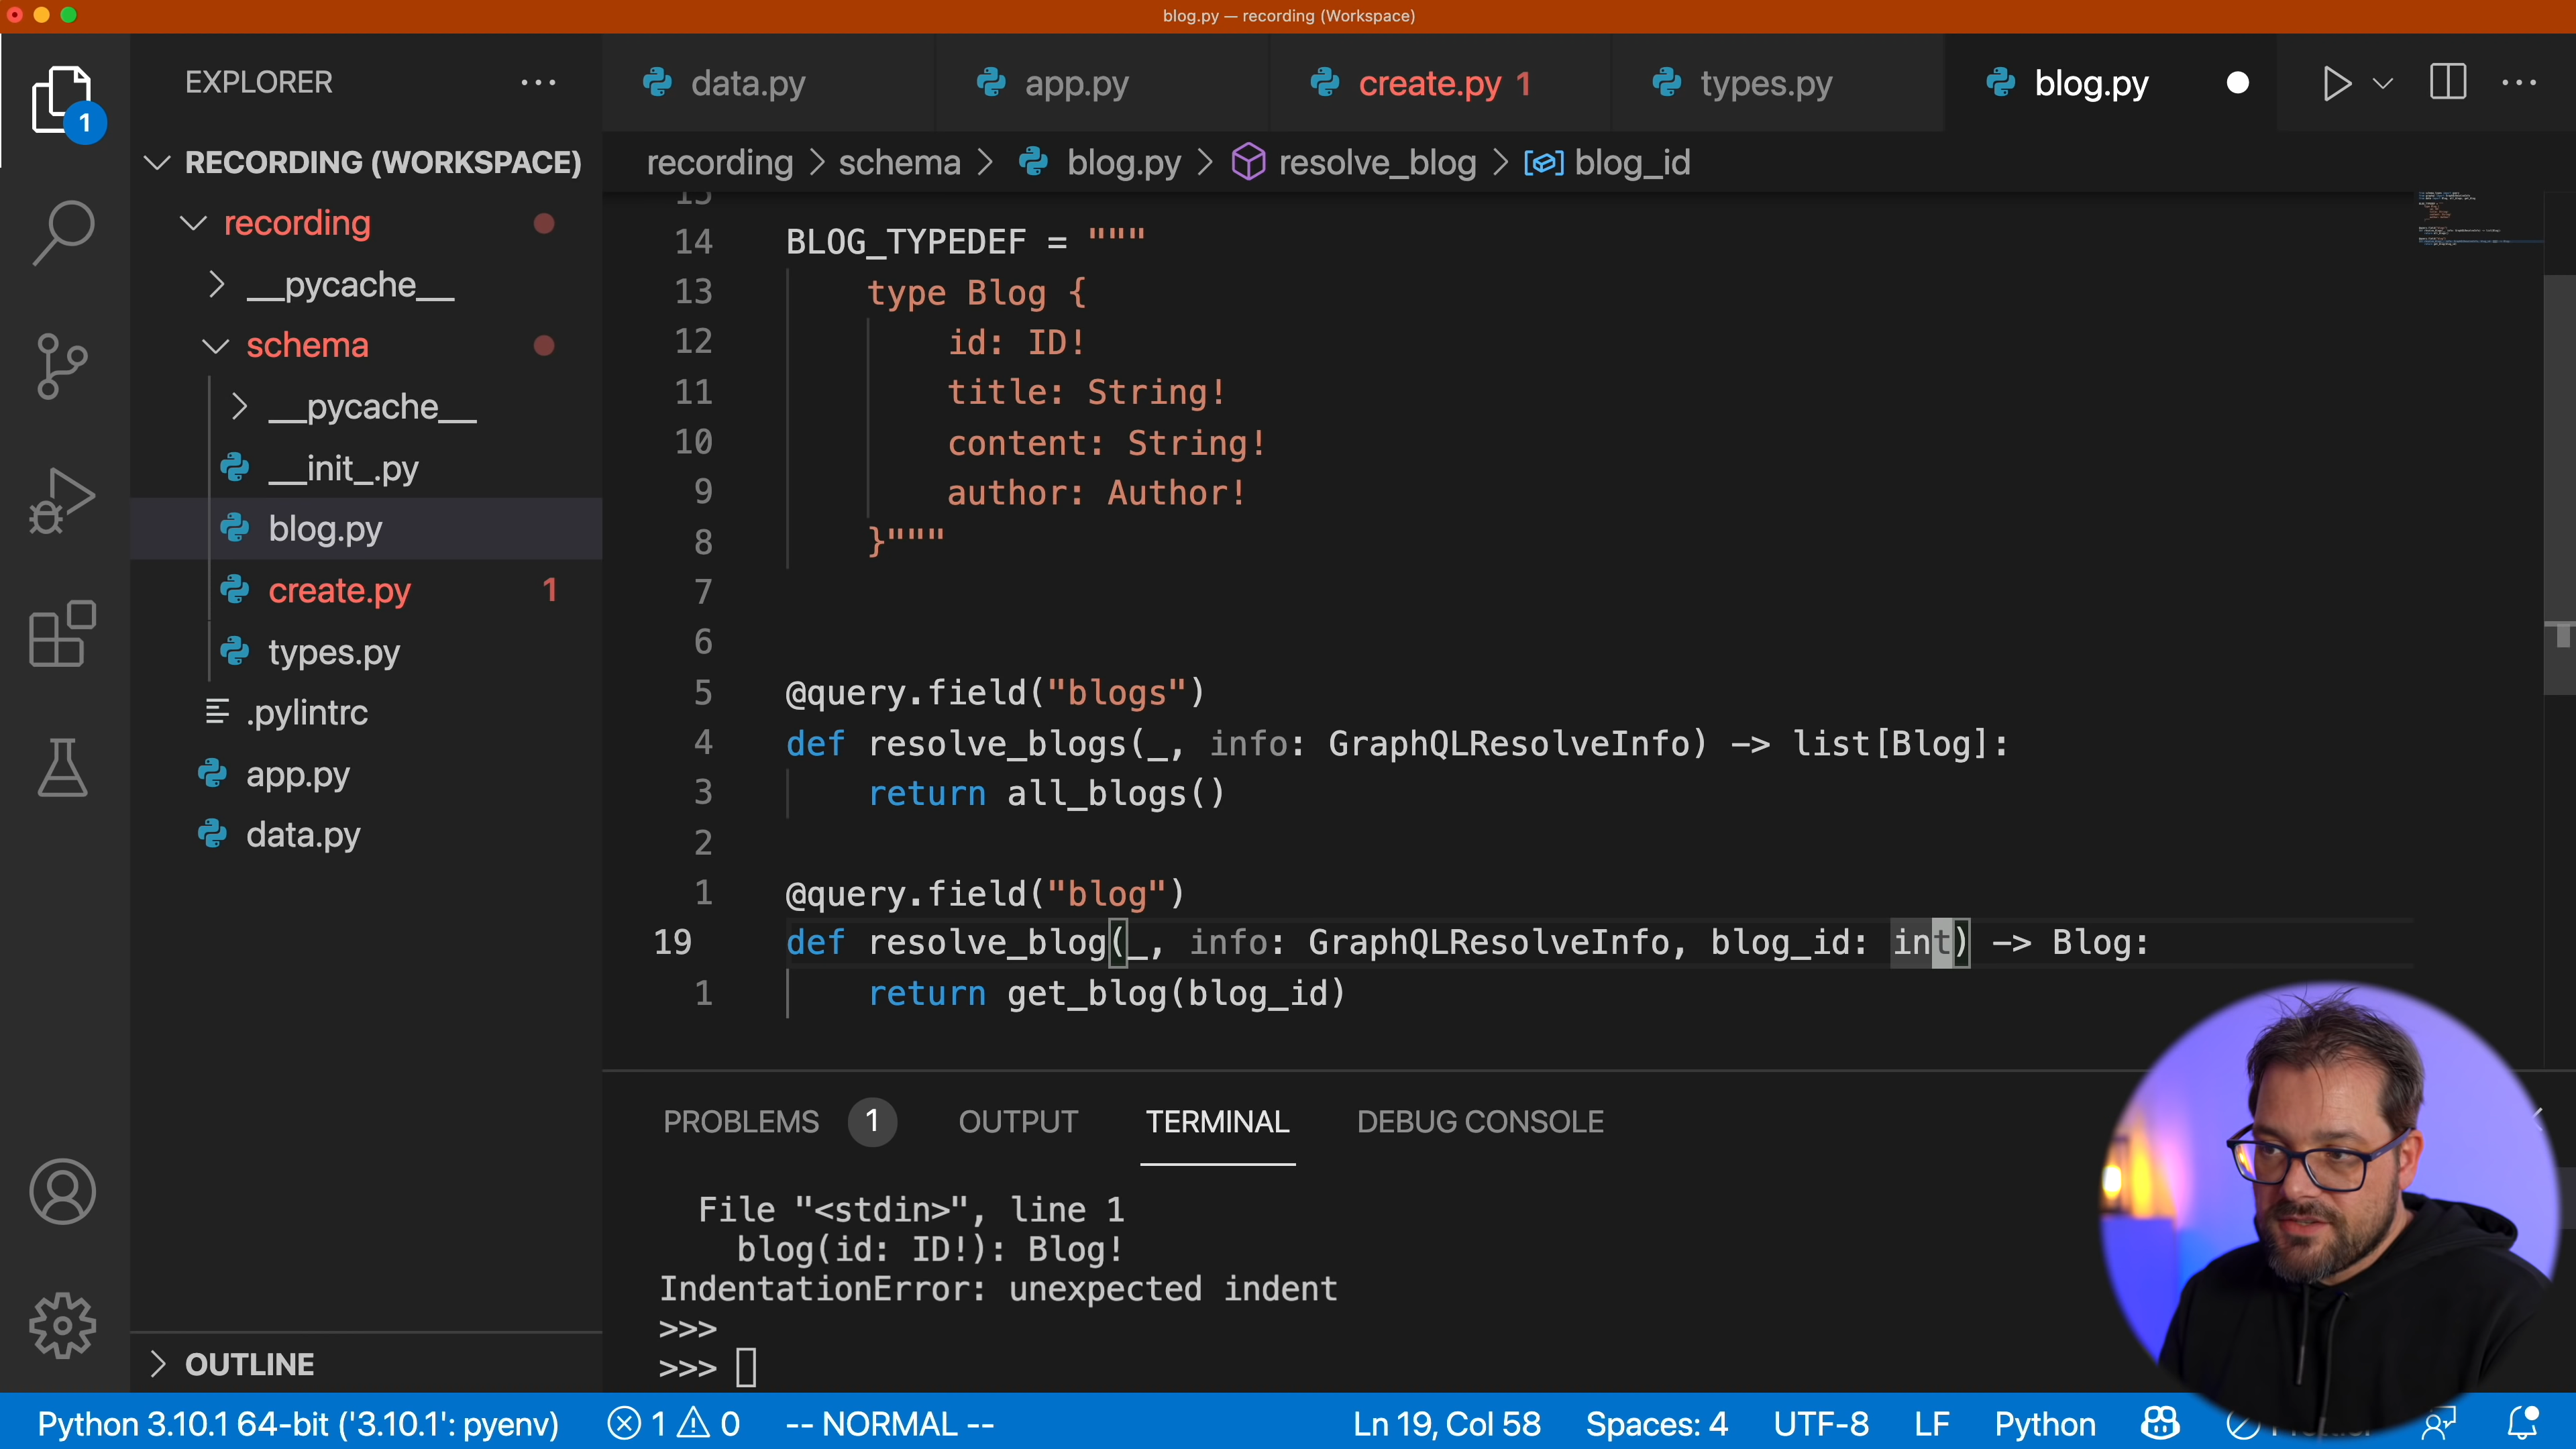 blog.py — recording (Workspace)
EXPLORER
data.py
app.py
create.py 1
types.py
blog.py
1
RECORDING (WORKSPACE)
recording > schema > blog.py > resolve_blog > blog_id
recording
__pycache__
schema
__pycache__
__init_.py
blog.py
create.py 1
types.py
.pylintrc
app.py
data.py
OUTLINE
15
14 BLOG_TYPEDEF = """
13 type Blog {
12 id: ID!
11 title: String!
10 content: String!
9 author: Author!
8 }"""
7
6
5 @query.field("blogs")
4 def resolve_blogs(_, info: GraphQLResolveInfo) -> list[Blog]:
3 return all_blogs()
2
1 @query.field("blog")
19 def resolve_blog(_, info: GraphQLResolveInfo, blog_id: int) -> Blog:
1 return get_blog(blog_id)
PROBLEMS 1 OUTPUT TERMINAL DEBUG CONSOLE
File "<stdin>", line 1
blog(id: ID!): Blog!
IndentationError: unexpected indent
>>>
>>>
Python 3.10.1 64-bit ('3.10.1': pyenv) 1 0 -- NORMAL -- Ln 19, Col 58 Spaces: 4 UTF-8 LF Python